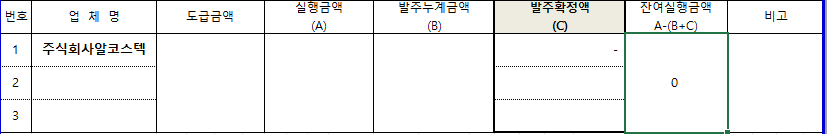 번호 업 체 명 도급금액 실행금액 발주누계금액 발주확정액 잔여실행금액 비고
(A) (B) (C) A-(B+C)
1 주식회사알코스텍 -
2 0
3